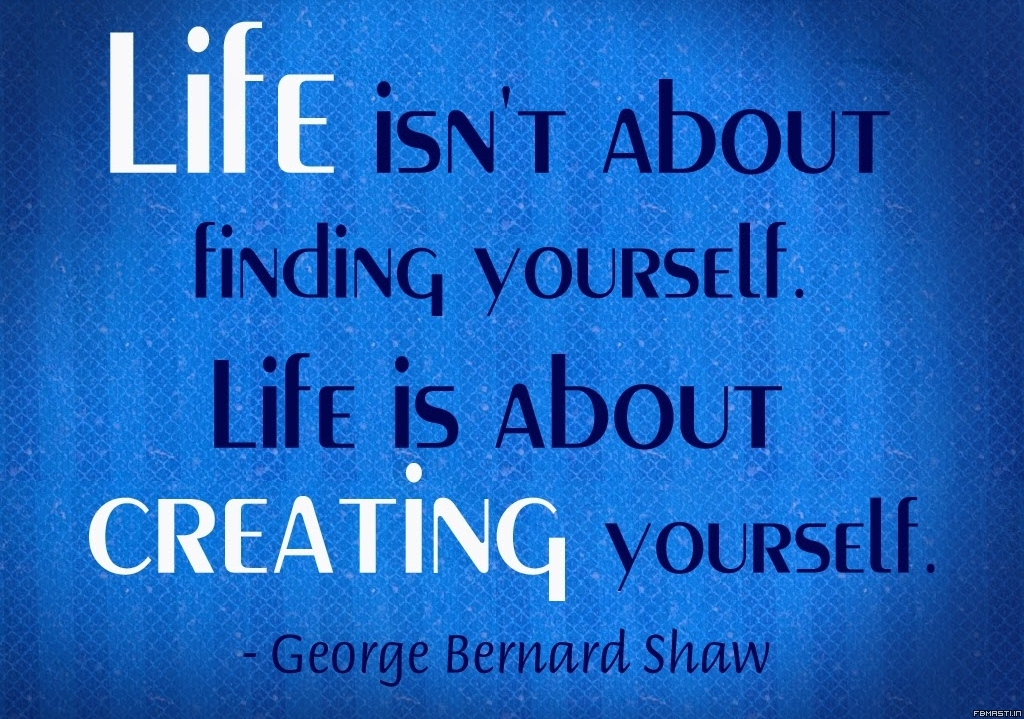 Life isn't about
finding yourself.
Life is about
creating yourself.
- George Bernard Shaw
FBMASTI.IN